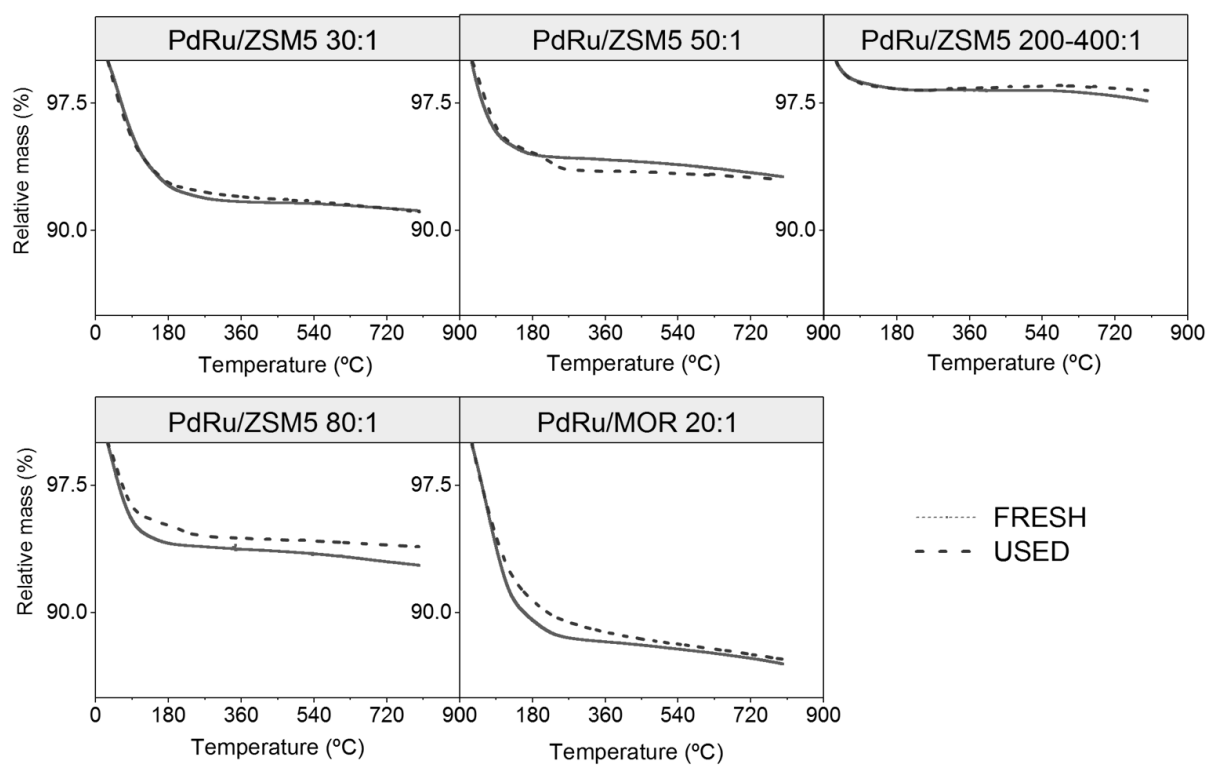 PdRu/ZSM5 30:1
PdRu/ZSM5 50:1
PdRu/ZSM5 200-400:1
Relative mass (%)
97.5
90.0
97.5
90.0
97.5
90.0
0
180
360
540
720
900
180
360
540
720
900
180
360
540
720
900
Temperature (ºC)
Temperature (ºC)
Temperature (ºC)
PdRu/ZSM5 80:1
PdRu/MOR 20:1
Relative mass (%)
97.5
90.0
97.5
90.0
0
180
360
540
720
900
180
360
540
720
900
Temperature (ºC)
Temperature (ºC)
FRESH
USED